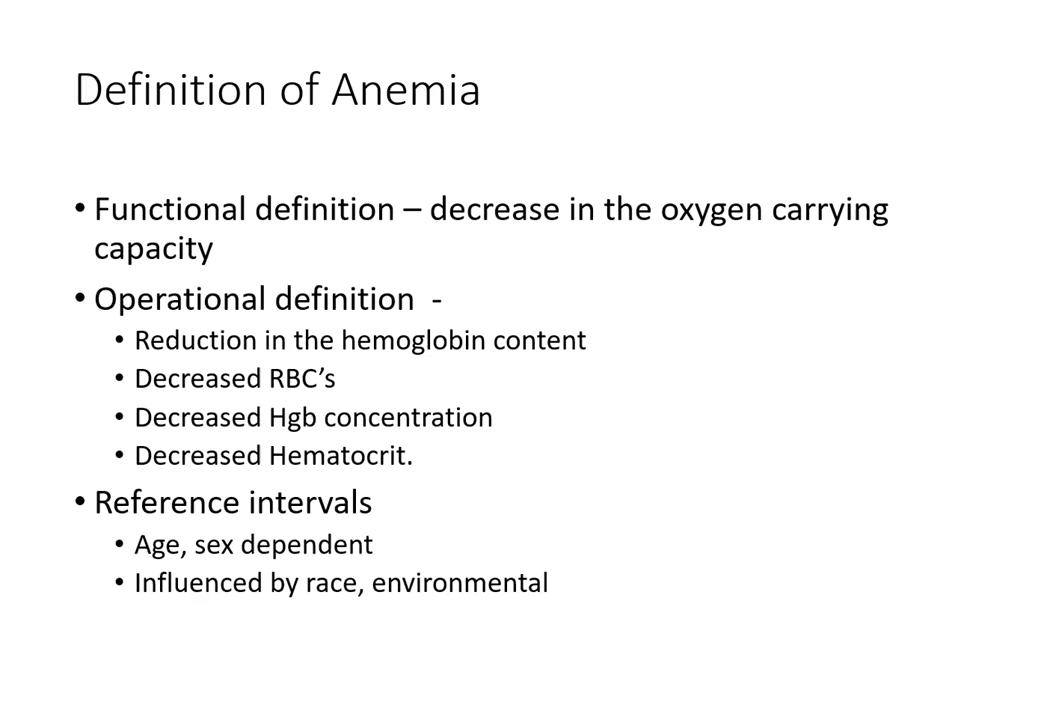 Definition of Anemia
• Functional definition – decrease in the oxygen carrying
capacity
• Operational definition  -
• Reduction in the hemoglobin content
• Decreased RBC’s
• Decreased Hgb concentration
• Decreased Hematocrit.
• Reference intervals
• Age, sex dependent
• Influenced by race, environmental